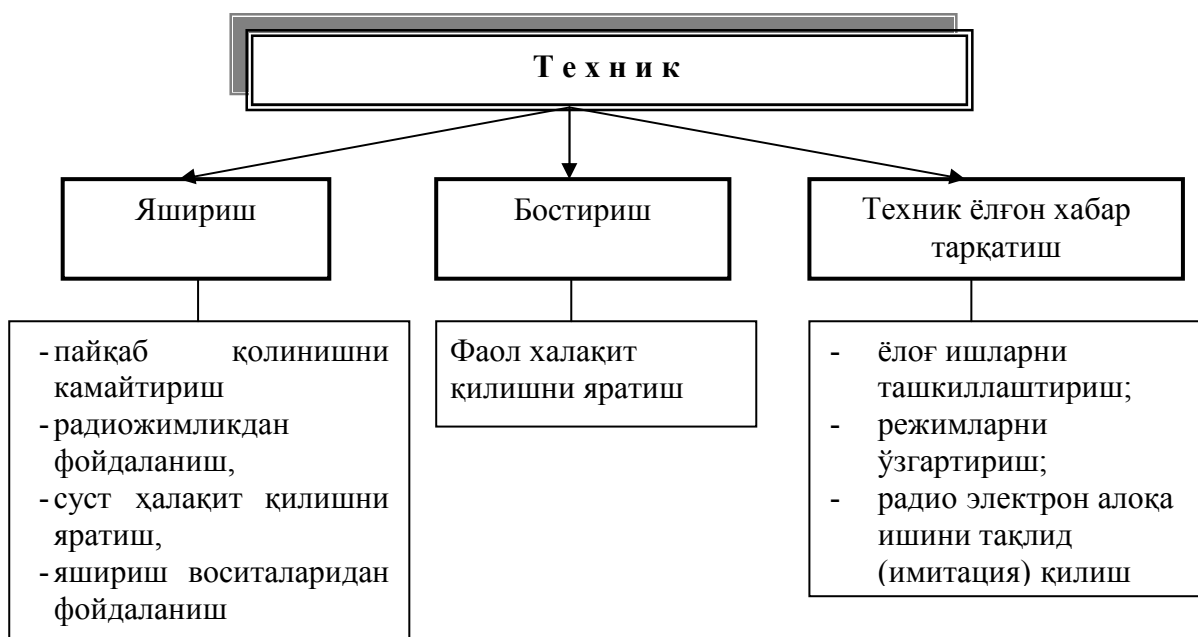 Т е х н и к
Яшириш
Бостириш
Техник ёлғон хабар
тарқатиш
- пайқаб қолинишни
камайтириш
- радиожимликдан
фойдаланиш,
- суст ҳалақит қилишни
яратиш,
- яшириш воситаларидан
фойдаланиш
Фаол халақит
қилишни яратиш
- ёлоғ ишларни
ташкиллаштириш;
- режимларни
ўзгартириш;
- радио электрон алоқа
ишини тақлид
(имитация) қилиш